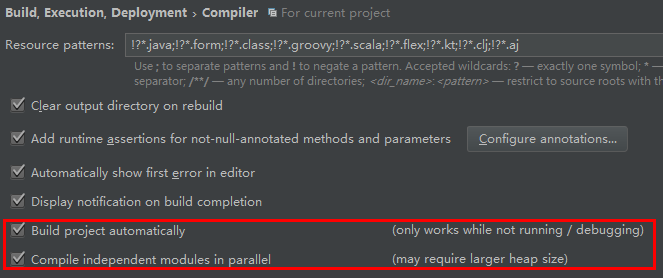 Build, Execution, Deployment › Compiler For current project
Resource patterns: !?*.java;!?*.form;!?*.class;!?*.groovy;!?*.scala;!?*.flex;!?*.kt;!?*.clj;!?*.aj
Use ; to separate patterns and ! to negate a pattern. Accepted wildcards: ? — exactly one symbol; * —
separator; /**/ — any number of directories; <dir_name>:<pattern> — restrict to source roots with th
Clear output directory on rebuild
Add runtime assertions for not-null-annotated methods and parameters Configure annotations...
Automatically show first error in editor
Display notification on build completion
Build project automatically (only works while not running / debugging)
Compile independent modules in parallel (may require larger heap size)